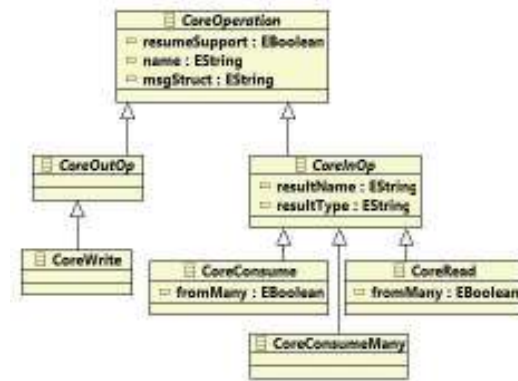 CoreOperation
resumeSupport : EBoolean
name : EString
msgStruct : EString
CoreOutOp
CoreInOp
resultName : EString
resultType : EString
CoreWrite
CoreConsume
fromMany : EBoolean
CoreRead
fromMany : EBoolean
CoreConsumeMany